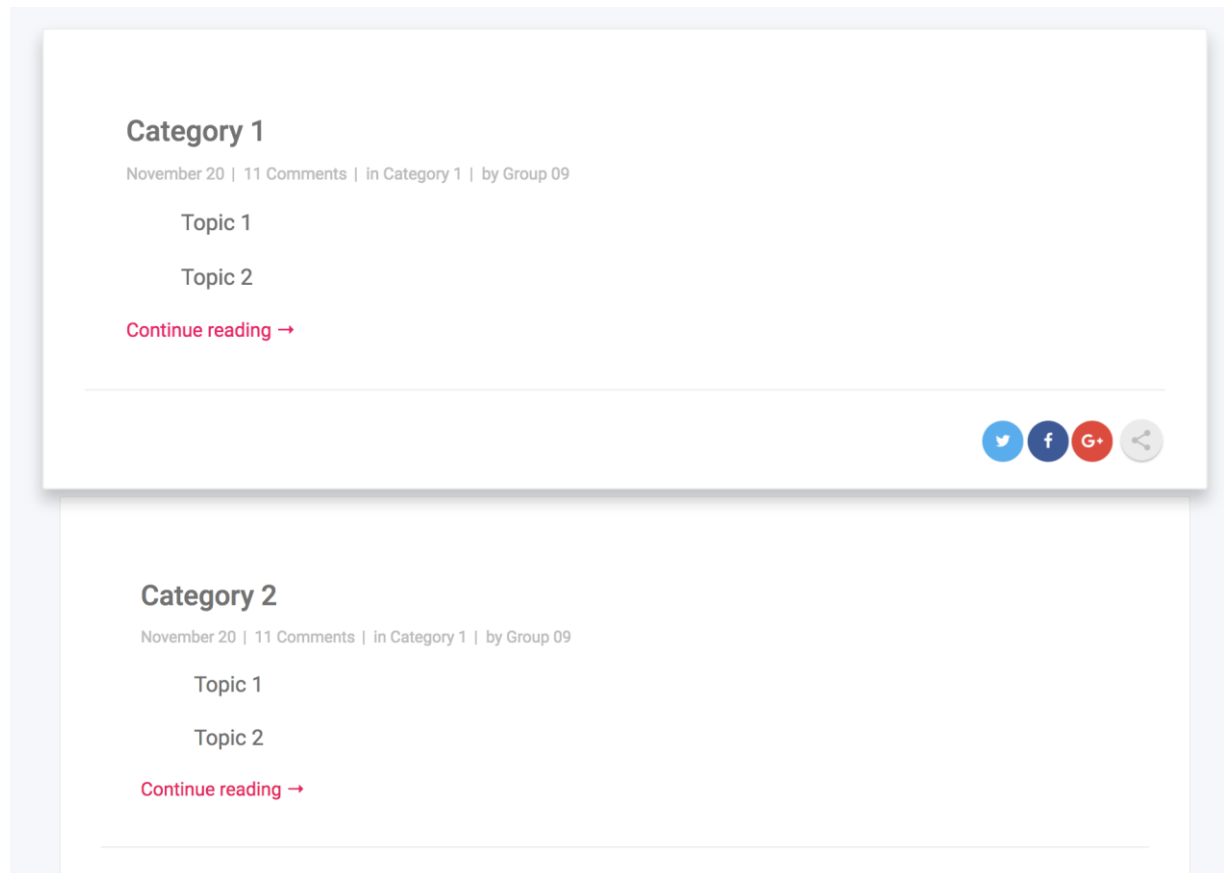 Category 1
November 20 | 11 Comments | in Category 1 | by Group 09
Topic 1
Topic 2
Continue reading →
f G+
Category 2
November 20 | 11 Comments | in Category 1 | by Group 09
Topic 1
Topic 2
Continue reading →